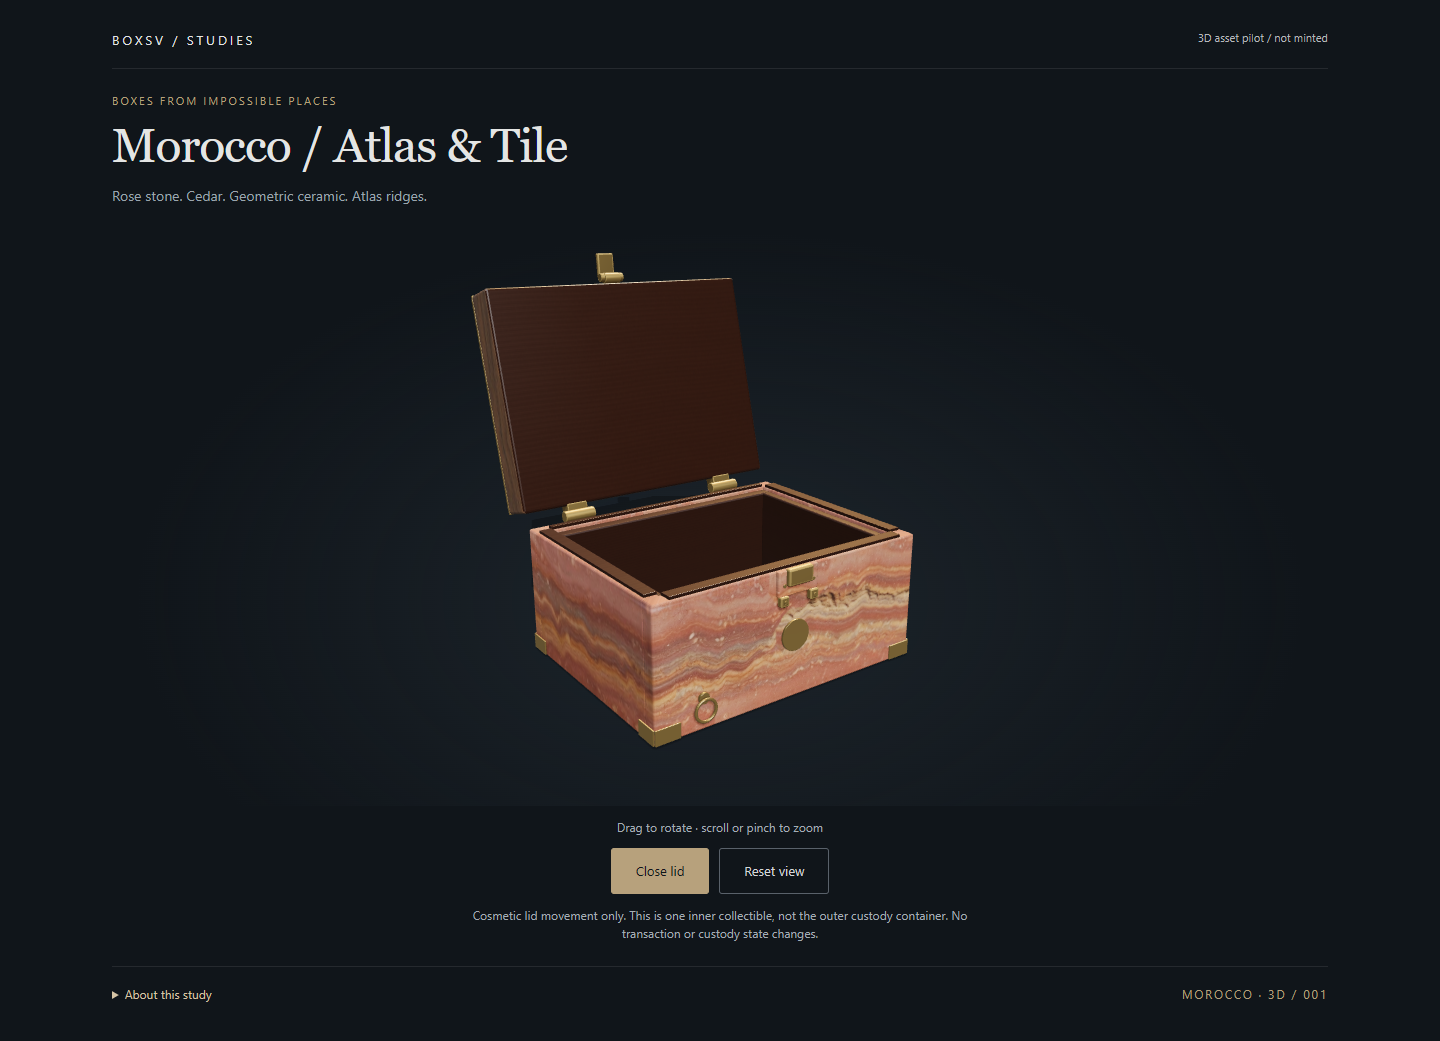 BOXSV / STUDIES
3D asset pilot / not minted
BOXES FROM IMPOSSIBLE PLACES
Morocco / Atlas & Tile
Rose stone. Cedar. Geometric ceramic. Atlas ridges.
Drag to rotate · scroll or pinch to zoom
Close lid
Reset view
Cosmetic lid movement only. This is one inner collectible, not the outer custody container. No
transaction or custody state changes.
About this study
MOROCCO · 3D / 001